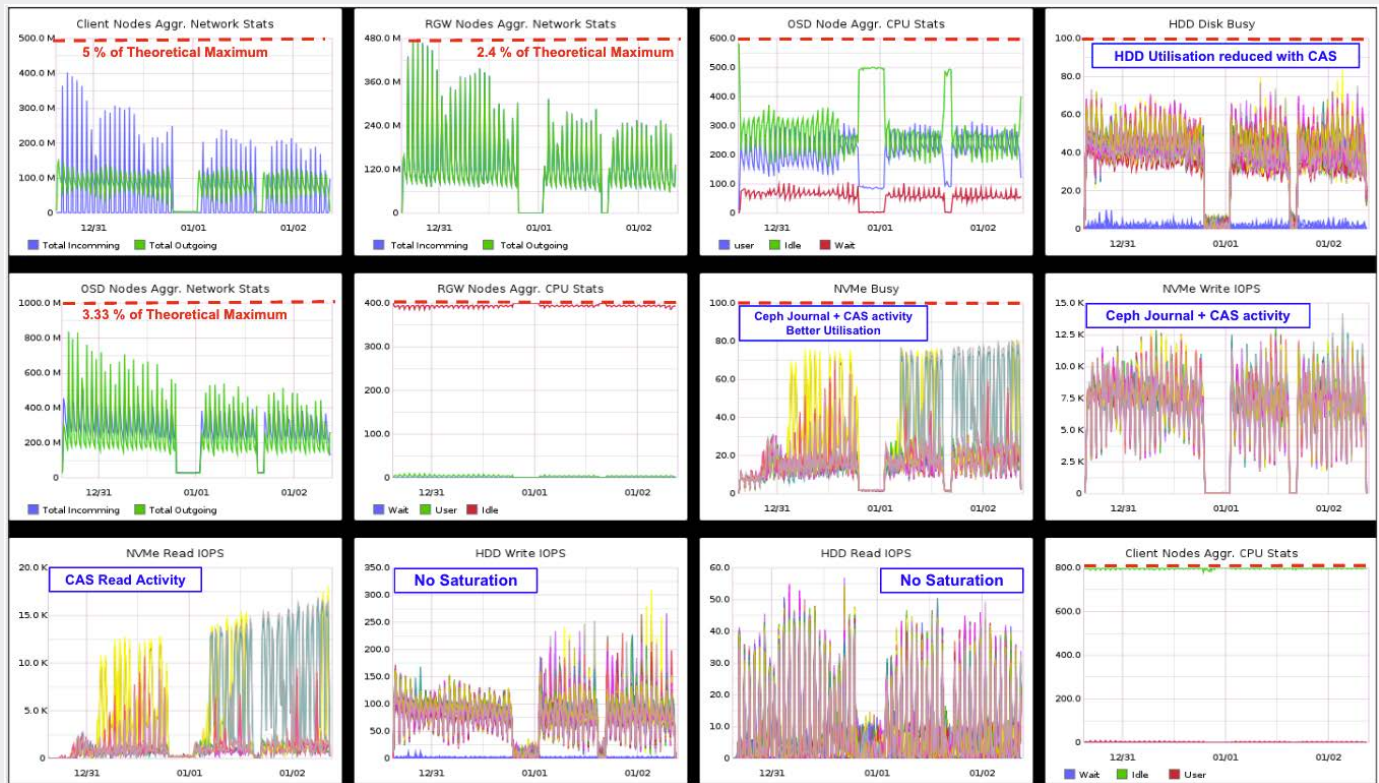 Client Nodes Aggr. Network Stats
500.0 M
5 % of Theoretical Maximum
400.0 M
300.0 M
200.0 M
100.0 M
0
12/31 01/01 01/02
Total Incomming Total Outgoing
RGW Nodes Aggr. Network Stats
480.0 M
2.4 % of Theoretical Maximum
360.0 M
240.0 M
120.0 M
0
12/31 01/01 01/02
Total Incomming Total Outgoing
OSD Node Aggr. CPU Stats
600.0
500.0
400.0
300.0
200.0
100.0
0
12/31 01/01 01/02
user Idle Wait
HDD Disk Busy
100.0
HDD Utilisation reduced with CAS
80.0
60.0
40.0
20.0
0
12/31 01/01 01/02
OSD Nodes Aggr. Network Stats
1000.0 M
3.33 % of Theoretical Maximum
800.0 M
600.0 M
400.0 M
200.0 M
0
12/31 01/01 01/02
Total Incomming Total Outgoing
RGW Nodes Aggr. CPU Stats
400.0
300.0
200.0
100.0
0
12/31 01/01 01/02
Wait User Idle
NVMe Busy
100.0
Ceph Journal + CAS activity
Better Utilisation
80.0
60.0
40.0
20.0
0
12/31 01/01 01/02
NVMe Write IOPS
15.0 K
Ceph Journal + CAS activity
12.5 K
10.0 K
7.5 K
5.0 K
2.5 K
0
12/31 01/01 01/02
NVMe Read IOPS
20.0 K
CAS Read Activity
15.0 K
10.0 K
5.0 K
0
12/31 01/01 01/02
HDD Write IOPS
350.0
No Saturation
300.0
250.0
200.0
150.0
100.0
50.0
0
12/31 01/01 01/02
HDD Read IOPS
60.0
No Saturation
50.0
40.0
30.0
20.0
10.0
0
12/31 01/01 01/02
Client Nodes Aggr. CPU Stats
800.0
600.0
400.0
200.0
0
12/31 01/01 01/02
Wait Idle User